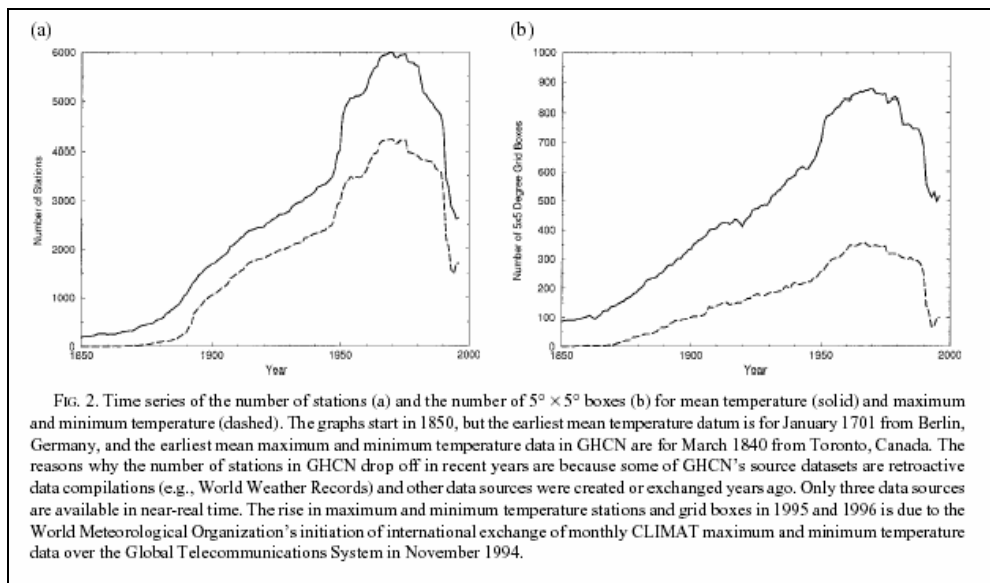 (a)
6000
5000
4000
3000
2000
1000
0
Number of Stations
1850
1900
1950
2000
Year
(b)
1000
900
800
700
600
500
400
300
200
100
0
Number of 5x5 Degree Grid Boxes
1850
1900
1950
2000
Year
FIG. 2. Time series of the number of stations (a) and the number of 5° × 5° boxes (b) for mean temperature (solid) and maximum
and minimum temperature (dashed). The graphs start in 1850, but the earliest mean temperature datum is for January 1701 from Berlin,
Germany, and the earliest mean maximum and minimum temperature data in GHCN are for March 1840 from Toronto, Canada. The
reasons why the number of stations in GHCN drop off in recent years are because some of GHCN's source datasets are retroactive
data compilations (e.g., World Weather Records) and other data sources were created or exchanged years ago. Only three data sources
are available in near-real time. The rise in maximum and minimum temperature stations and grid boxes in 1995 and 1996 is due to the
World Meteorological Organization's initiation of international exchange of monthly CLIMAT maximum and minimum temperature
data over the Global Telecommunications System in November 1994.